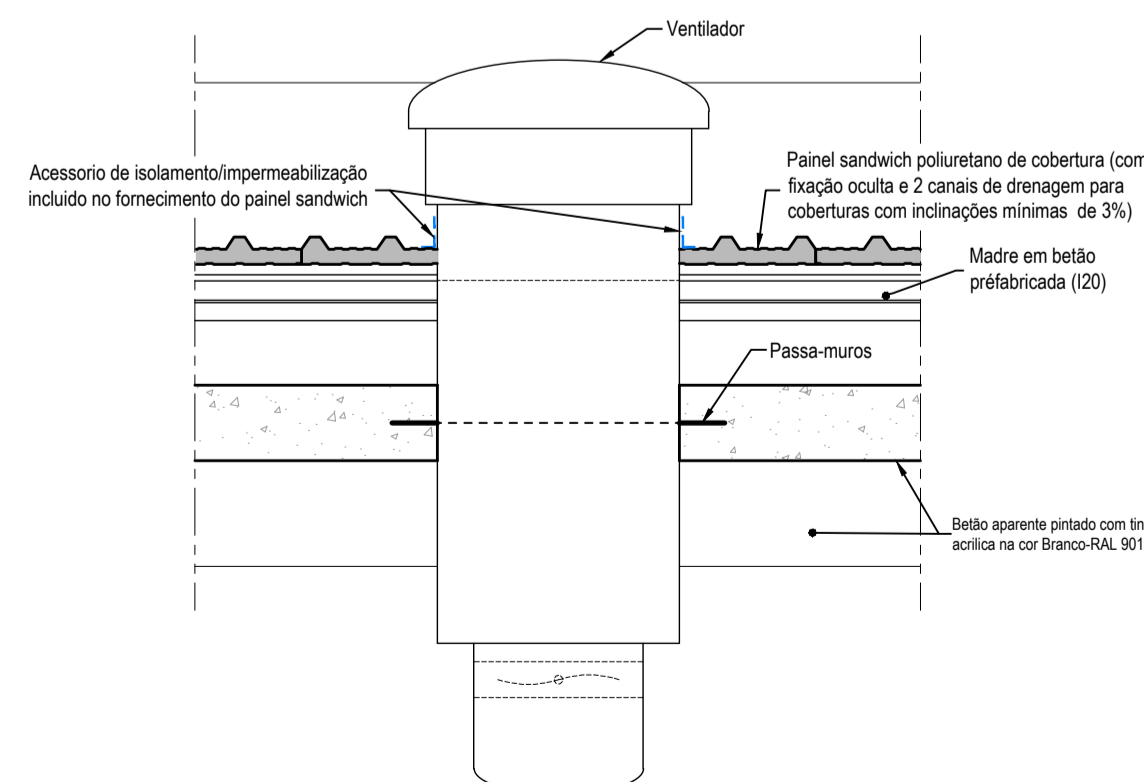 Ventilador
Acessorio de isolamento/impermeabilização
incluido no fornecimento do painel sandwich
Painel sandwich poliuretano de cobertura (com
fixação oculta e 2 canais de drenagem para
coberturas com inclinações mínimas de 3%)
Madre em betão
préfabricada (I20)
Passa-muros
Betão aparente pintado com
acrilica na cor Branco-RAL